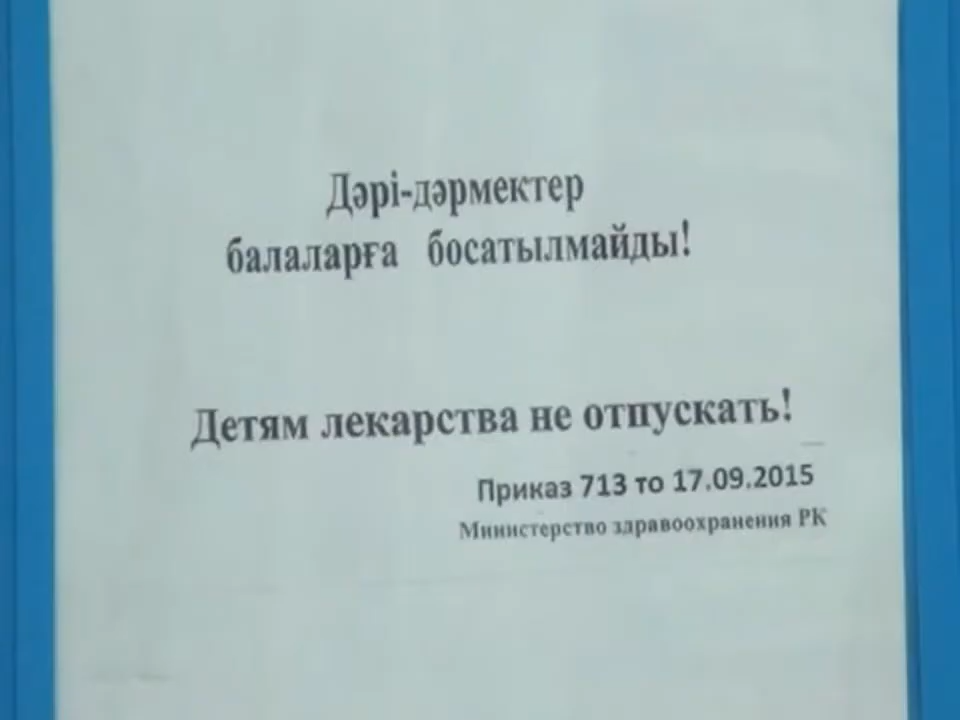 Дәрі-дәрмектер
балаларға босатылмайды!
Детям лекарства не отпускать!
Приказ 713 то 17.09.2015
Министерство здравоохранения РК